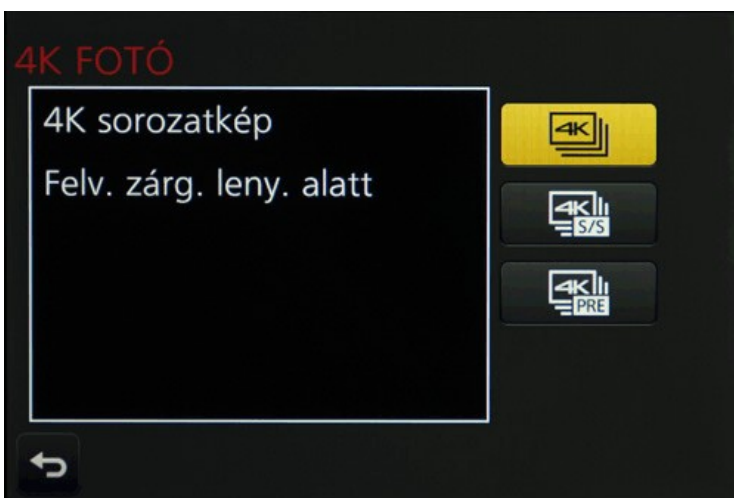 4K FOTÓ
4K sorozatkép
Felv. zárg. leny. alatt
4K
4K
S/S
4K
PRE